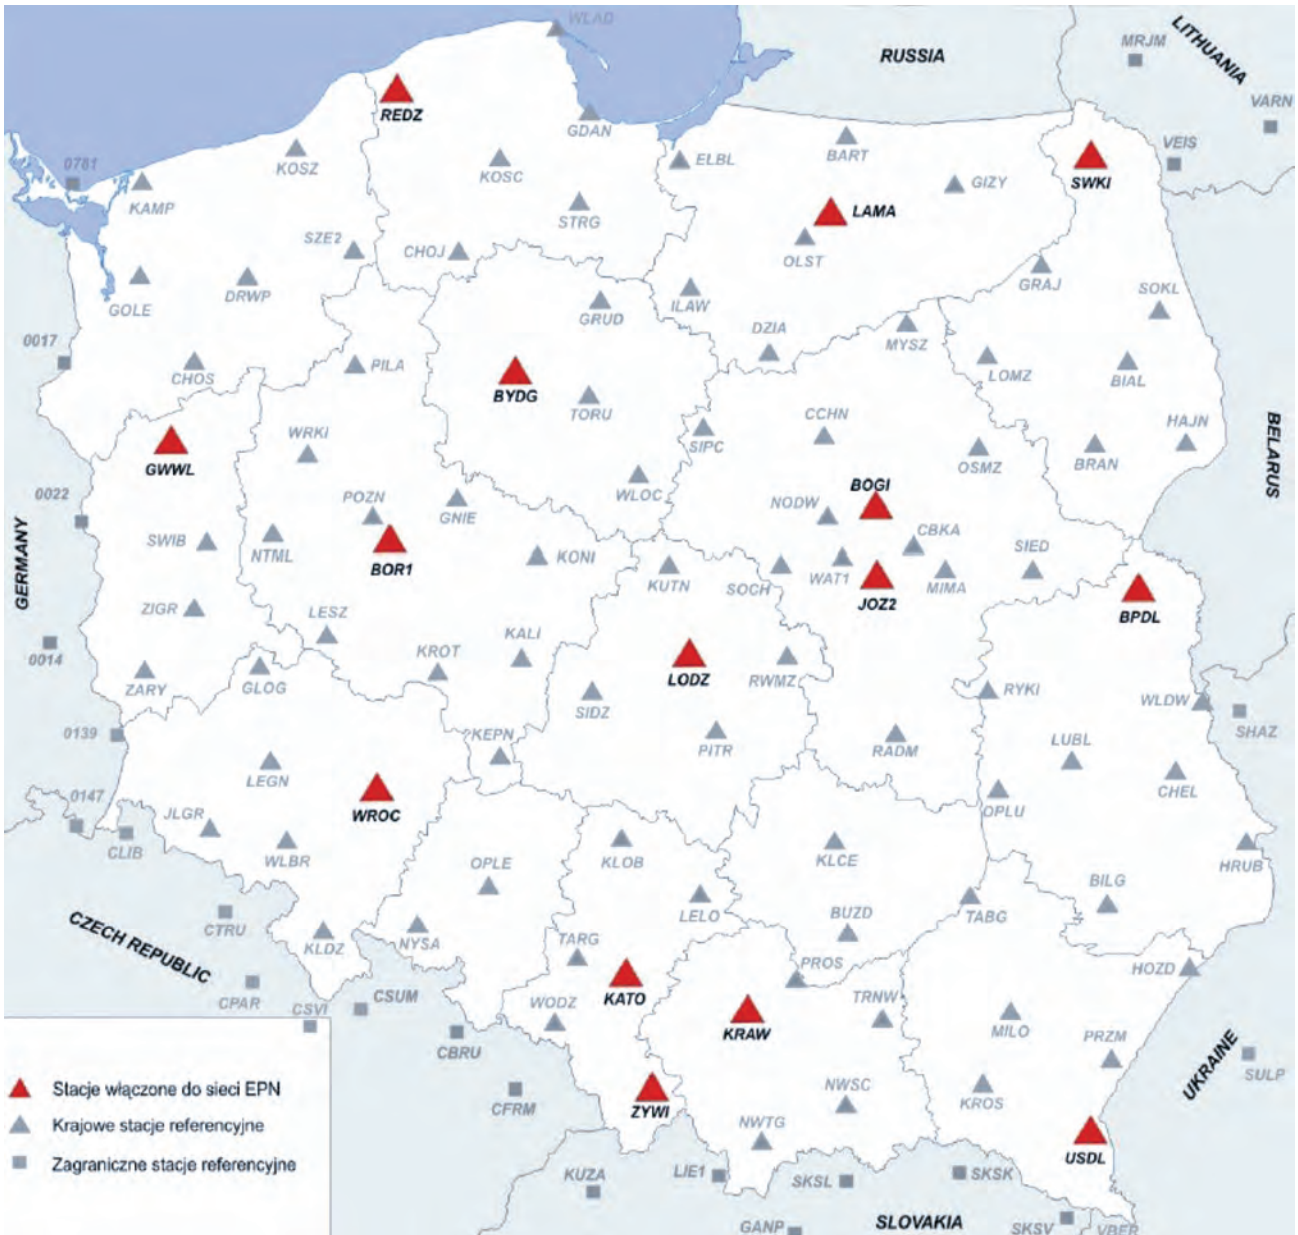 WLAD
RUSSIA
LITHUANIA
MRJM
VARN
REDZ
GDAN
0781
KOSZ
KOSC
ELBL
BART
VEIS
KAMP
STRG
GIZY
SWKI
LAMA
SZE2
CHOJ
OLST
GOLE
DRWP
GRUD
ILAW
GRAJ
SOKL
0017
DZIA
MYSZ
CHOS
PILA
BYDG
TORU
LOMZ
BIAL
WRKI
SIPC
CCHN
HAJN
BELARUS
GWWL
OSMZ
BRAN
0022
POZN
GNIE
WLOC
BOGI
NODW
GERMANY
SWIB
NTML
BOR1
KONI
KUTN
SOCH
WAT1
CBKA
SIED
JOZ2
MIMA
BPDL
ZIGR
LESZ
KALI
0014
ZARY
GLOG
KROT
LODZ
RWMZ
SIDZ
RYKI
WLDW
SHAZ
0139
KEPN
PITR
RADM
LUBL
LEGN
CHEL
0147
JLGR
WROC
OPLU
CLIB
WLBR
OPLE
KLOB
KLCE
HRUB
BILG
CZECH REPUBLIC
CTRU
KLDZ
NYSA
LELO
BUZD
TABG
TARG
PROS
HOZD
KATO
CPAR
CSVI
CSUM
WODZ
KRAW
TRNW
MILO
PRZM
UKRAINE
CBRU
SULP
Stacje włączone do sieci EPN
CFRM
ZYWI
NWSC
KROS
Krajowe stacje referencyjne
NWTG
USDL
Zagraniczne stacje referencyjne
KUZA
LIE1
SKSL
SKSK
GANP
SLOVAKIA
SKSV
VBER